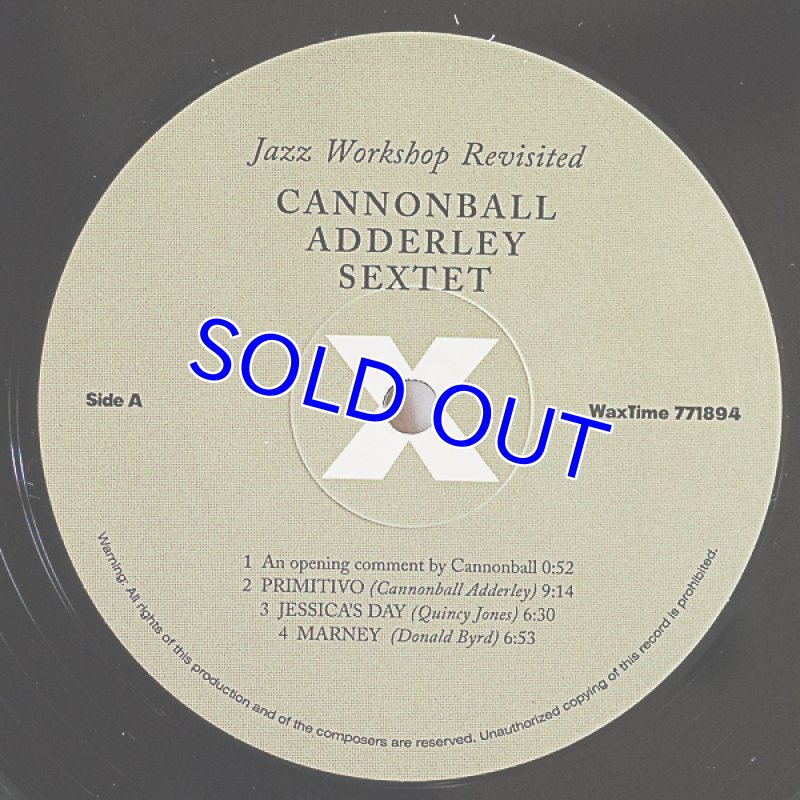 Jazz Workshop Revisited
CANNONBALL
ADDERLEY
SEXTET
X
SOLD OUT
Side A
WaxTime 771894
1 An opening comment by Cannonball 0:52
2 PRIMITIVO (Cannonball Adderley) 9:14
3 JESSICA'S DAY (Quincy Jones) 6:30
4 MARNEY (Donald Byrd) 6:53
Warning: All rights of this production and of the composers are reserved. Unauthorized copying of this record is prohibited.